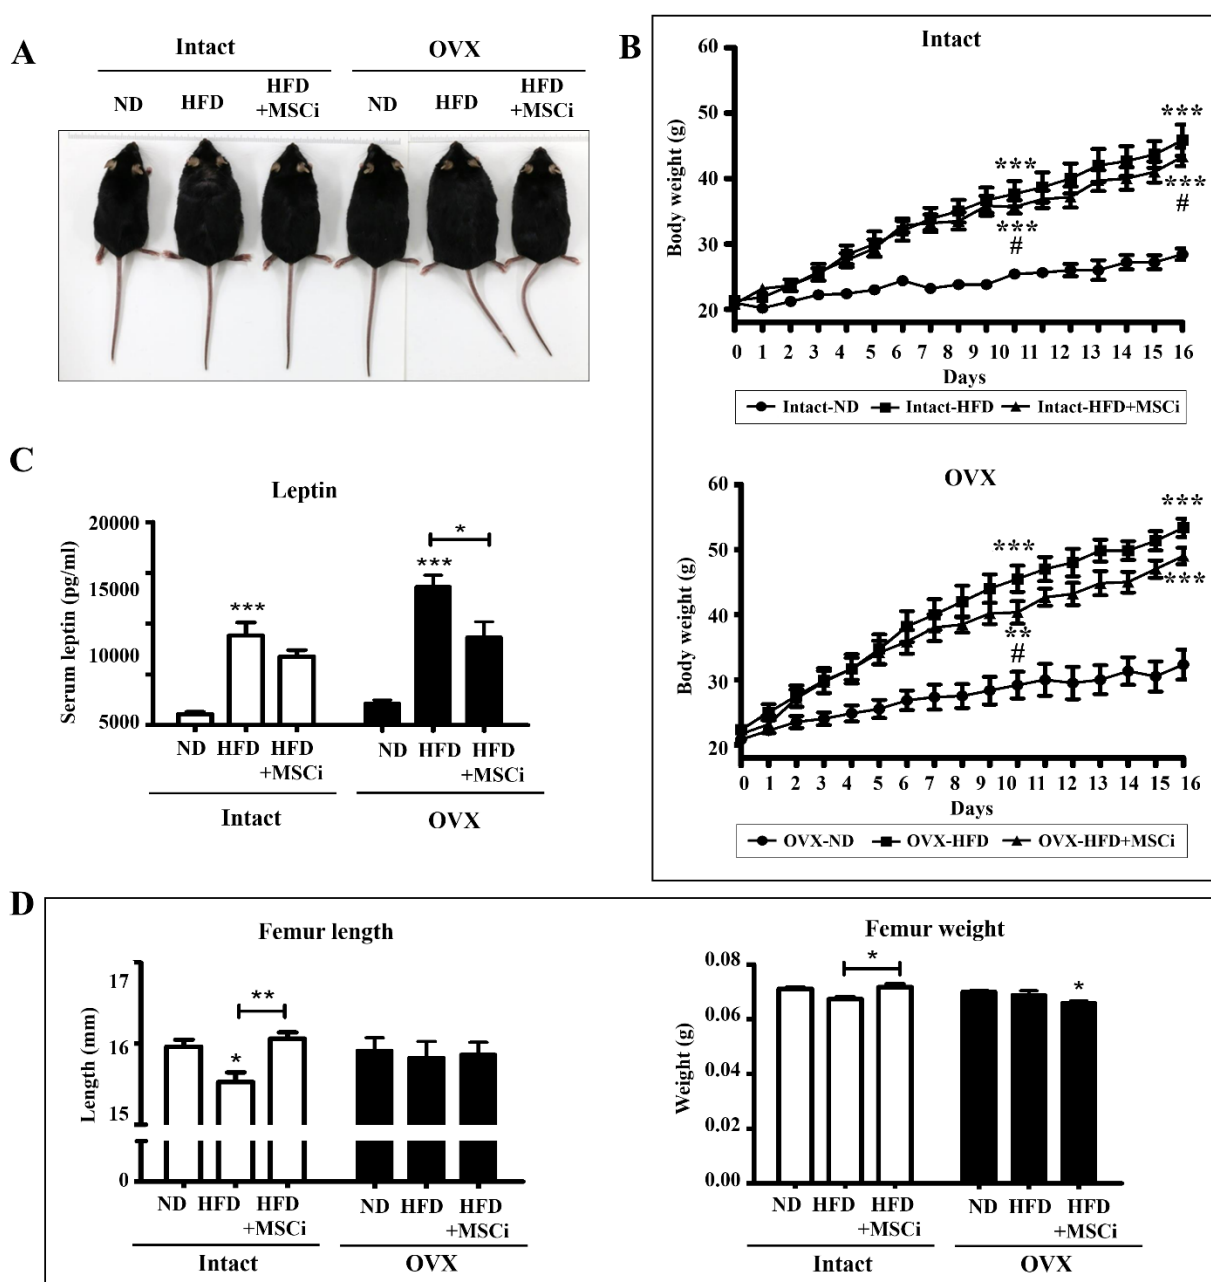 A
Intact OVX
ND HFD HFD +MSCi ND HFD HFD +MSCi
B
Intact
Body weight (g)
60
50
40
30
20
***
***
***
#
***
#
0 1 2 3 4 5 6 7 8 9 10 11 12 13 14 15 16
Days
Intact-ND Intact-HFD Intact-HFD+MSCi
OVX
Body weight (g)
60
50
40
30
20
***
***
***
**
#
0 1 2 3 4 5 6 7 8 9 10 11 12 13 14 15 16
Days
OVX-ND OVX-HFD OVX-HFD+MSCi
C
Leptin
Serum leptin (pg/ml)
20000
15000
10000
5000
***
***
*
ND HFD HFD +MSCi ND HFD HFD +MSCi
Intact OVX
D
Femur length
Length (mm)
17
16
15
0
*
**
ND HFD HFD +MSCi ND HFD HFD +MSCi
Intact OVX
Femur weight
Weight (g)
0.08
0.06
0.04
0.02
0.00
*
*
ND HFD HFD +MSCi ND HFD HFD +MSCi
Intact OVX